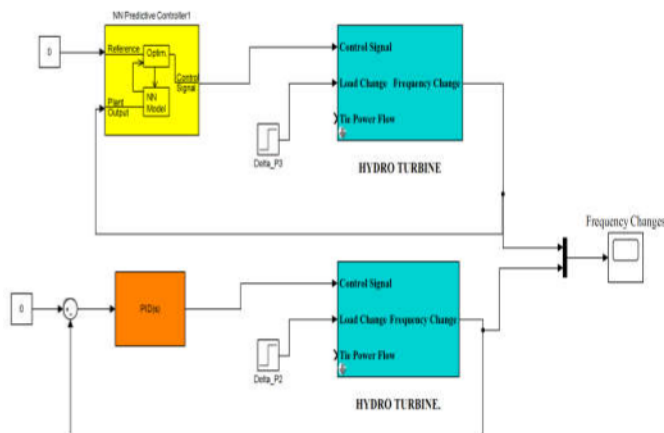 NN Predictive Controller1
0
Reference
Optim.
Plant
Output
NN
Model
Control
Signal
Control Signal
Load Change Frequency Change
Tie Power Flow
Delta_P3
HYDRO TURBINE
Frequency Changes
0
PID(s)
Control Signal
Load Change Frequency Change
Tie Power Flow
Delta_P2
HYDRO TURBINE.